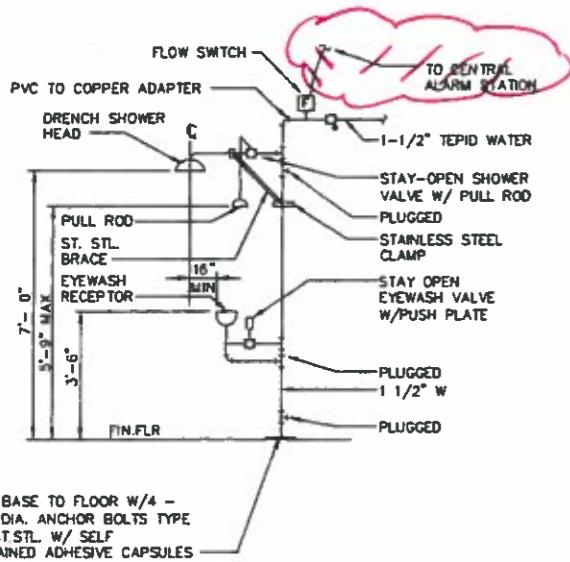 FLOW SWITCH
TO CENTRAL
ALARM STATION
PVC TO COPPER ADAPTER
F
DRENCH SHOWER
HEAD
℄
1-1/2" TEPID WATER
STAY-OPEN SHOWER
VALVE W/ PULL ROD
PLUGGED
PULL ROD
STAINLESS STEEL
CLAMP
ST. STL.
BRACE
16"
MIN
EYEWASH
RECEPTOR
STAY OPEN
EYEWASH VALVE
W/PUSH PLATE
7'-0"
5'-9" MAX
3'-6"
PLUGGED
1 1/2" W
PLUGGED
FIN.FLR
BASE TO FLOOR W/4 -
DIA. ANCHOR BOLTS TYPE
T.STL. W/ SELF
AINED ADHESIVE CAPSULES